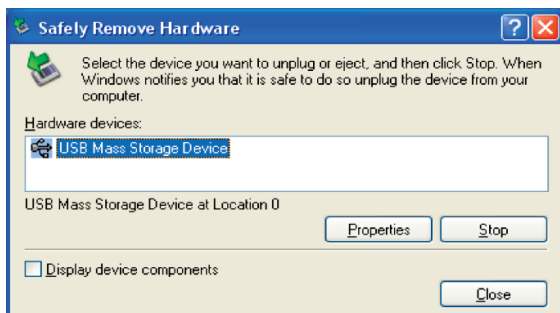 Safely Remove Hardware
Select the device you want to unplug or eject, and then click Stop. When
Windows notifies you that it is safe to do so unplug the device from your
computer.
Hardware devices:
USB Mass Storage Device
USB Mass Storage Device at Location 0
Properties
Stop
Display device components
Close